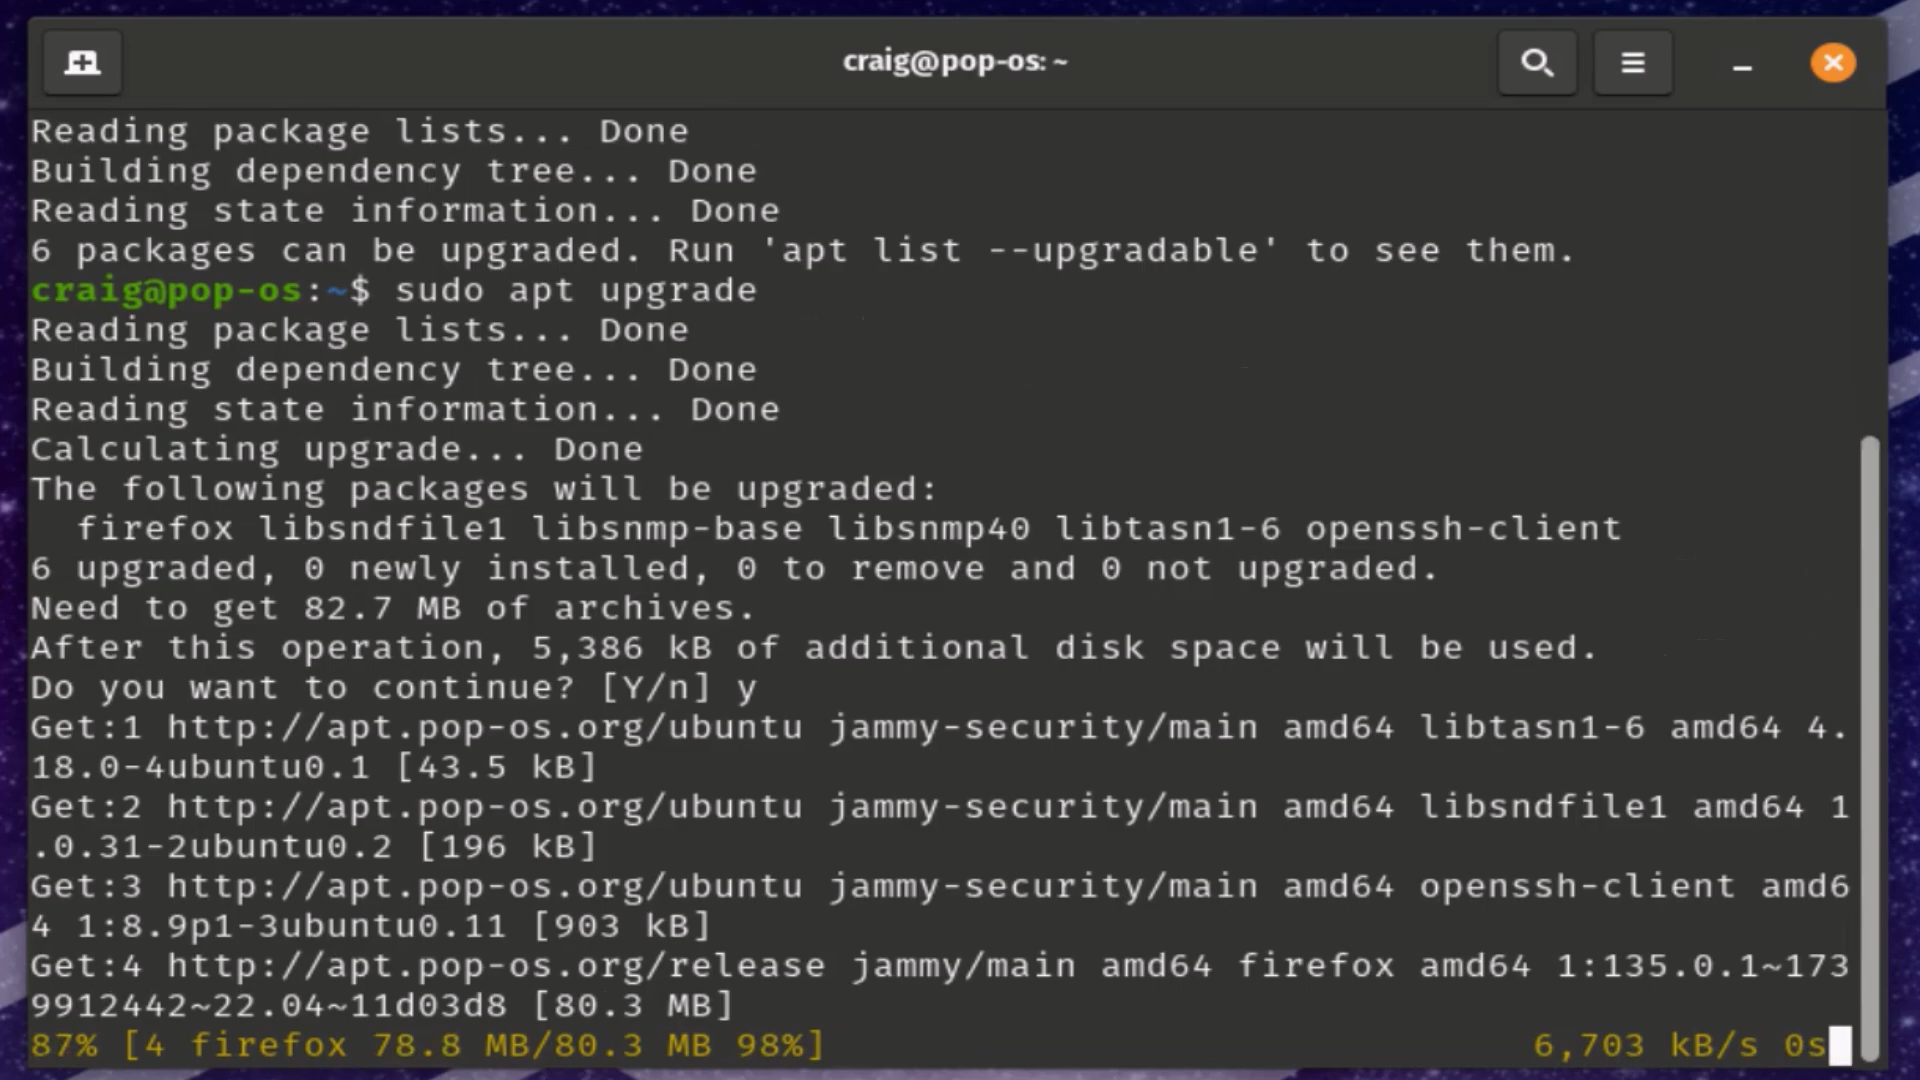 craig@pop-os: ~
Reading package lists... Done
Building dependency tree... Done
Reading state information... Done
6 packages can be upgraded. Run 'apt list --upgradable' to see them.
craig@pop-os:~$ sudo apt upgrade
Reading package lists... Done
Building dependency tree... Done
Reading state information... Done
Calculating upgrade... Done
The following packages will be upgraded:
  firefox libsndfile1 libsnmp-base libsnmp40 libtasn1-6 openssh-client
6 upgraded, 0 newly installed, 0 to remove and 0 not upgraded.
Need to get 82.7 MB of archives.
After this operation, 5,386 kB of additional disk space will be used.
Do you want to continue? [Y/n] y
Get:1 http://apt.pop-os.org/ubuntu jammy-security/main amd64 libtasn1-6 amd64 4.
18.0-4ubuntu0.1 [43.5 kB]
Get:2 http://apt.pop-os.org/ubuntu jammy-security/main amd64 libsndfile1 amd64 1
.0.31-2ubuntu0.2 [196 kB]
Get:3 http://apt.pop-os.org/ubuntu jammy-security/main amd64 openssh-client amd6
4 1:8.9p1-3ubuntu0.11 [903 kB]
Get:4 http://apt.pop-os.org/release jammy/main amd64 firefox amd64 1:135.0.1~173
9912442~22.04~11d03d8 [80.3 MB]
87% [4 firefox 78.8 MB/80.3 MB 98%] 6,703 kB/s 0s